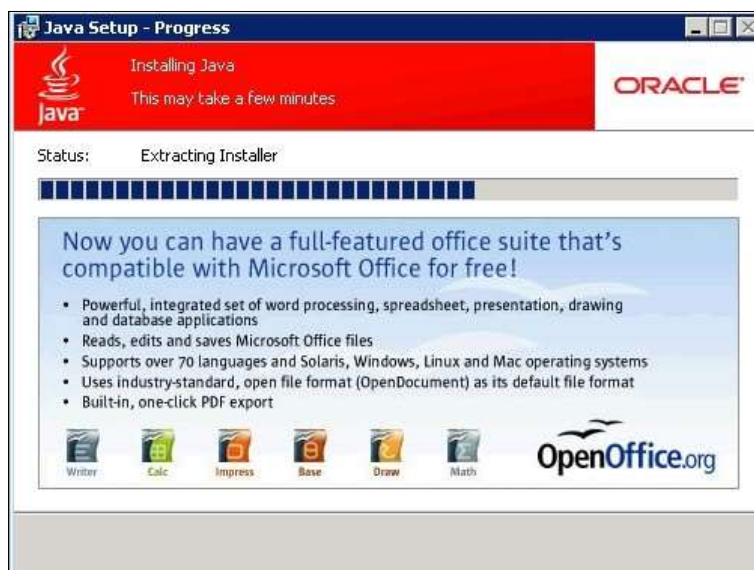 Java Setup - Progress
Installing Java
This may take a few minutes
Java
ORACLE
Status: Extracting Installer
Now you can have a full-featured office suite that's
compatible with Microsoft Office for free!
• Powerful, integrated set of word processing, spreadsheet, presentation, drawing
and database applications
• Reads, edits and saves Microsoft Office files
• Supports over 70 languages and Solaris, Windows, Linux and Mac operating systems
• Uses industry-standard, open file format (OpenDocument) as its default file format
• Built-in, one-click PDF export
Writer Calc Impress Base Draw Math
OpenOffice.org